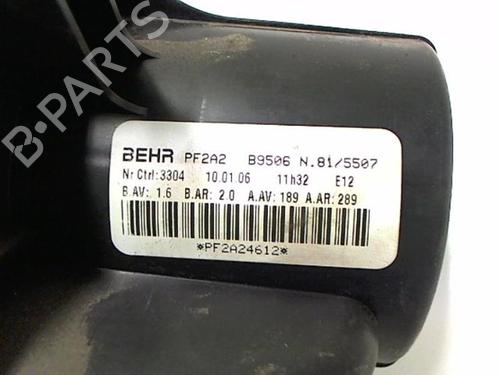 BEHR PF2A2 B9506 N.81/5507
Nr Ctrl:3304 10.01.06 11h32 E12
B.AV: 1.6 B.AR: 2.0 A.AV: 189 A.AR: 289
*PF2A24612*
B-PARTS